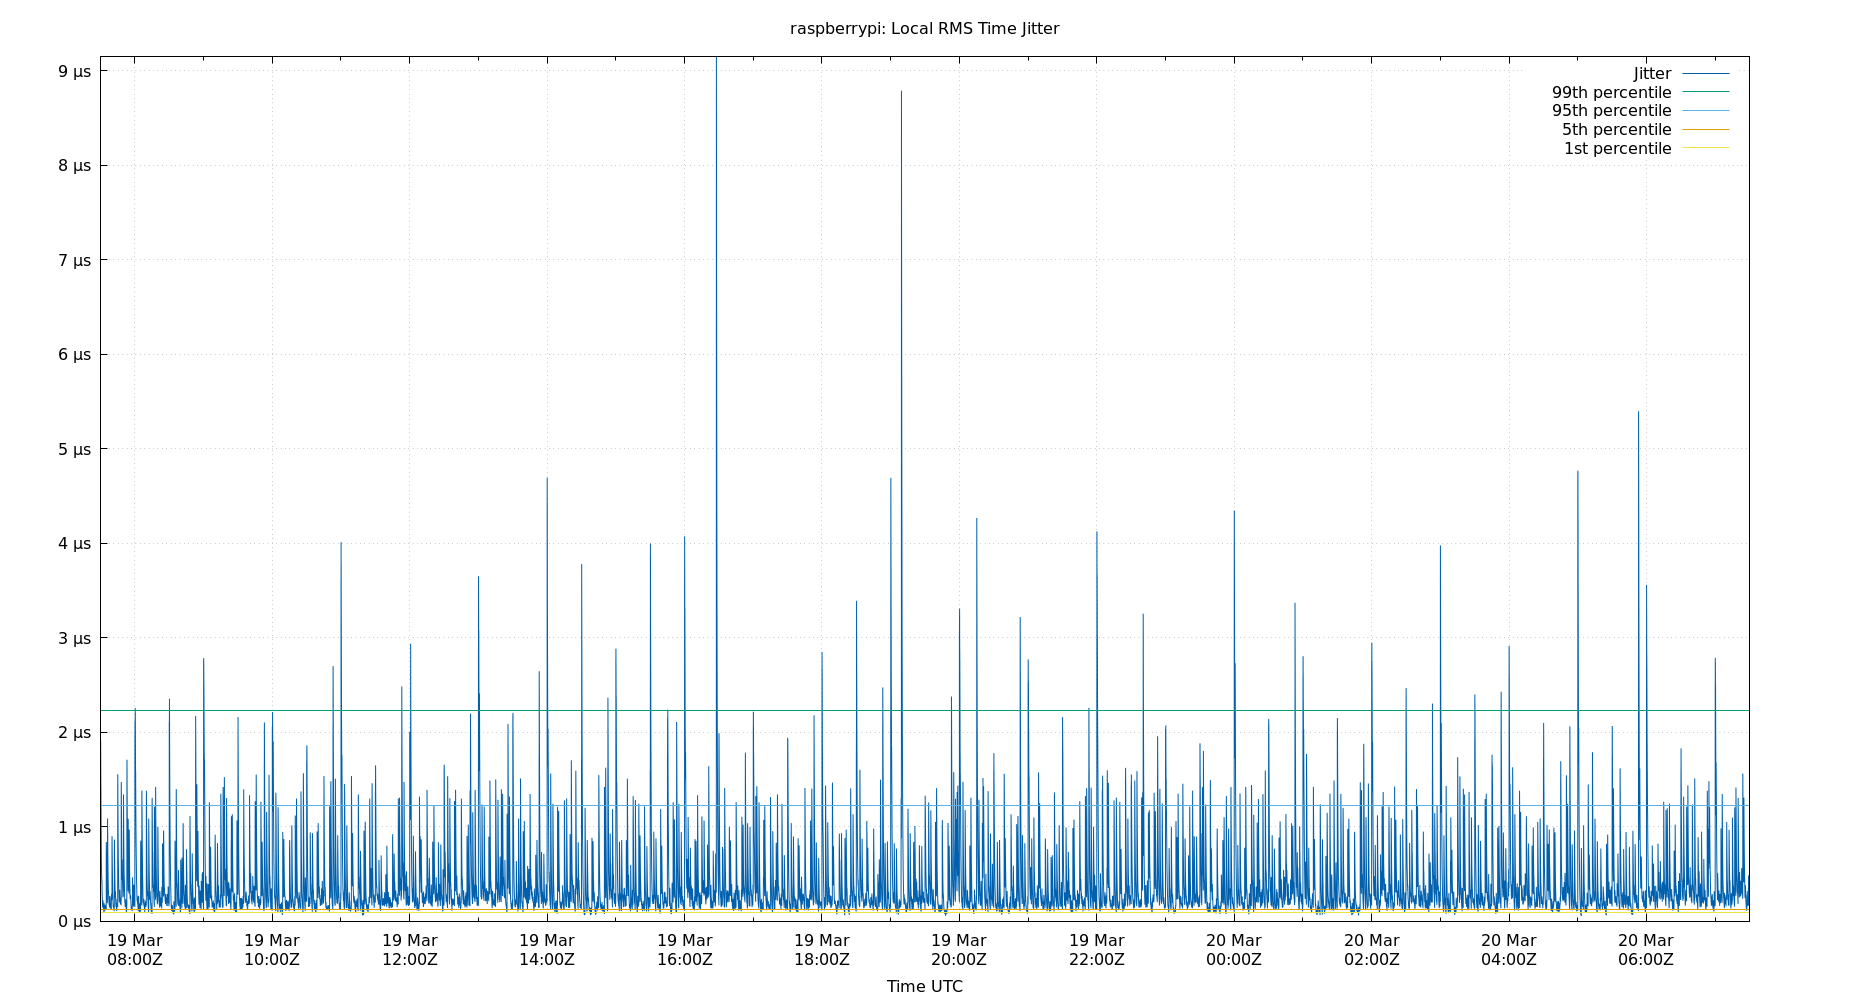 raspberrypi: Local RMS Time Jitter
9 µs
8 µs
7 µs
6 µs
5 µs
4 µs
3 µs
2 µs
1 µs
0 µs
Jitter
99th percentile
95th percentile
5th percentile
1st percentile
19 Mar
08:00Z
19 Mar
10:00Z
19 Mar
12:00Z
19 Mar
14:00Z
19 Mar
16:00Z
19 Mar
18:00Z
19 Mar
20:00Z
19 Mar
22:00Z
20 Mar
00:00Z
20 Mar
02:00Z
20 Mar
04:00Z
20 Mar
06:00Z
Time UTC